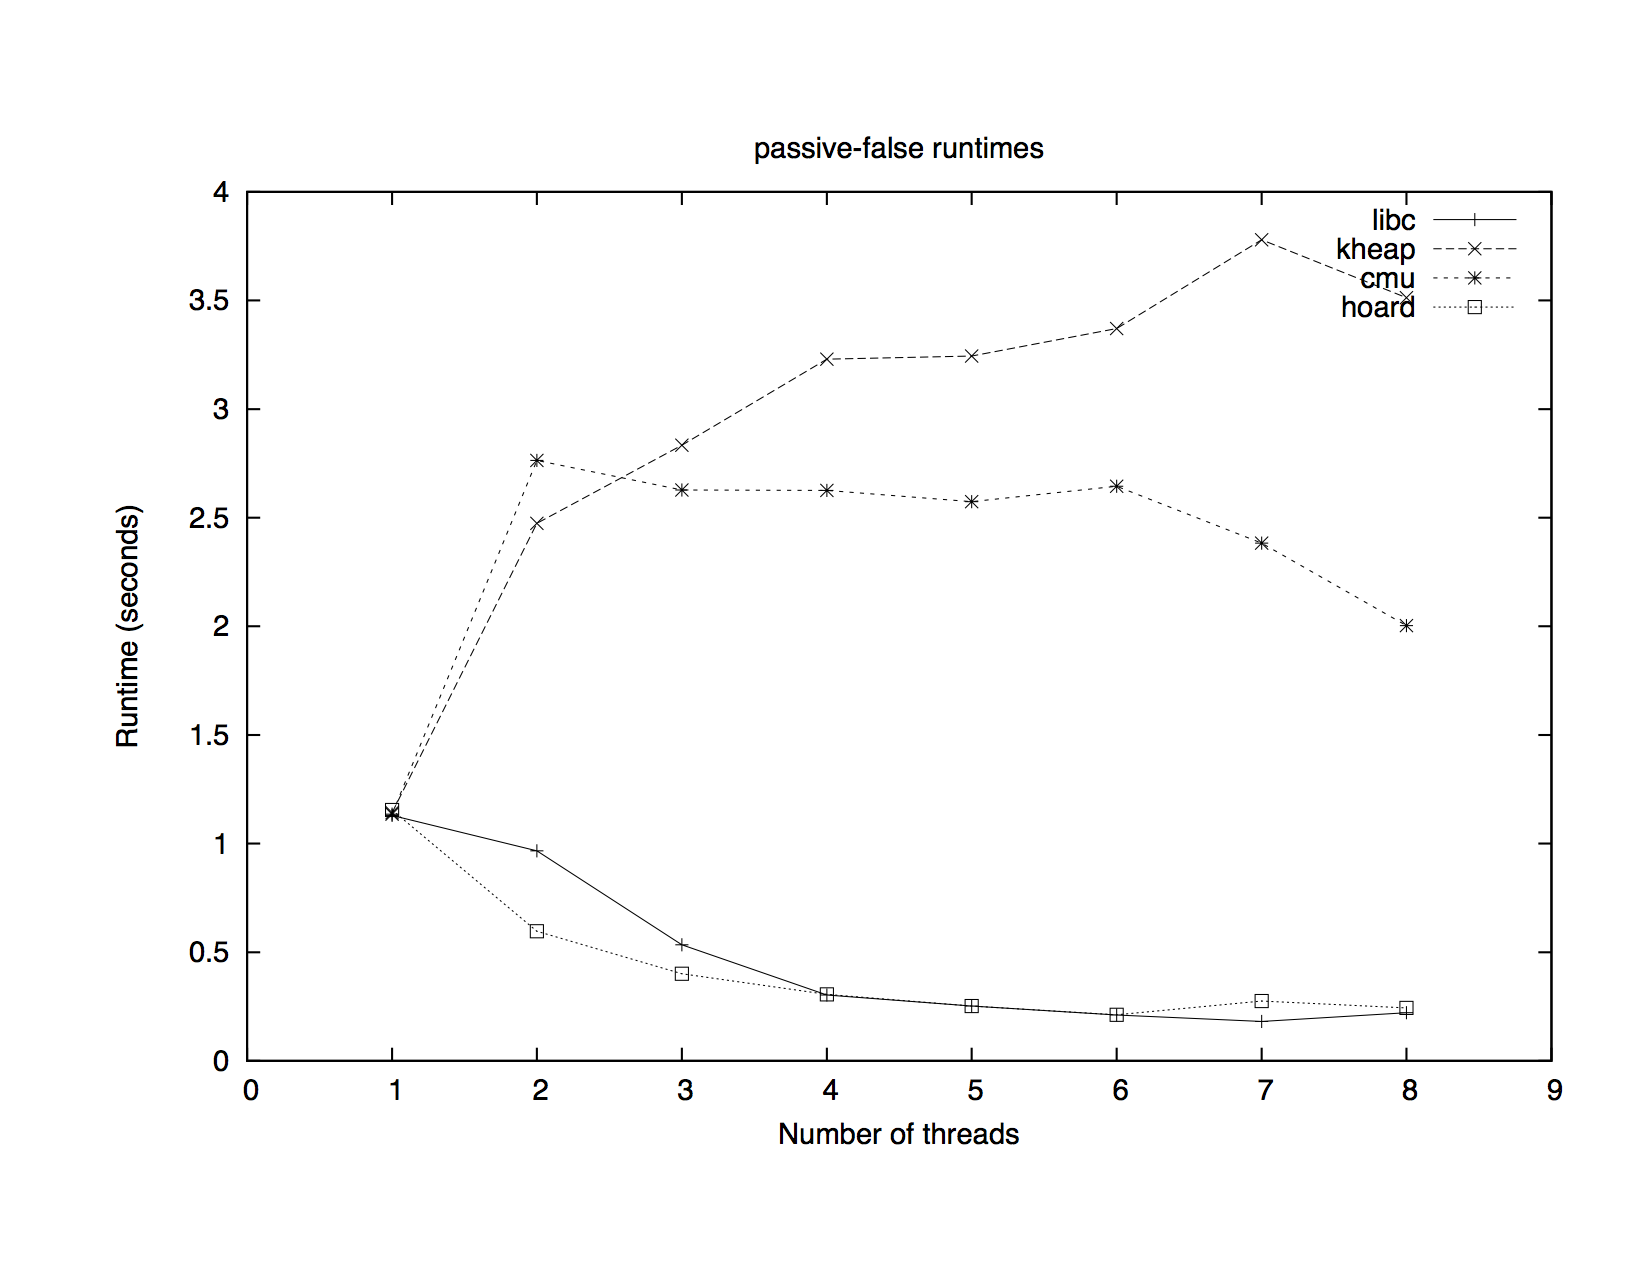 passive-false runtimes
4
3.5
3
2.5
2
1.5
1
0.5
0
Runtime (seconds)
libc
kheap
cmu
hoard
0 1 2 3 4 5 6 7 8 9
Number of threads